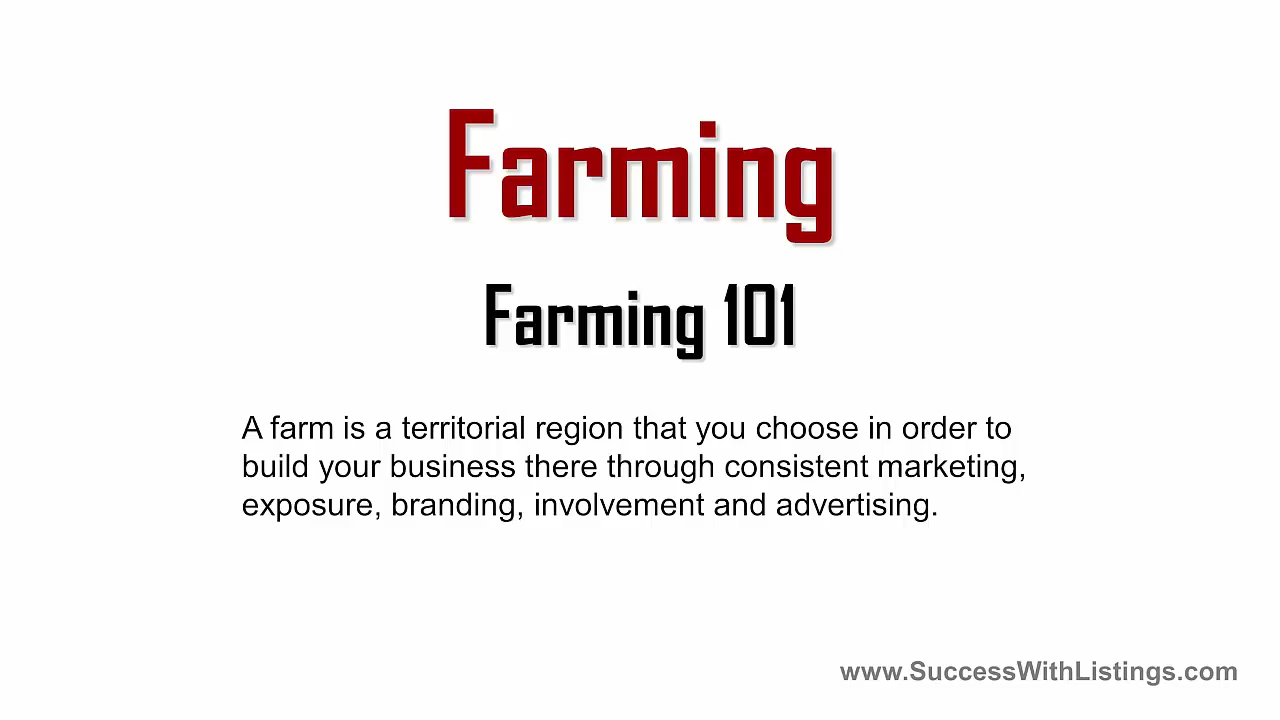 Farming
Farming 101
A farm is a territorial region that you choose in order to
build your business there through consistent marketing,
exposure, branding, involvement and advertising.
www.SuccessWithListings.com